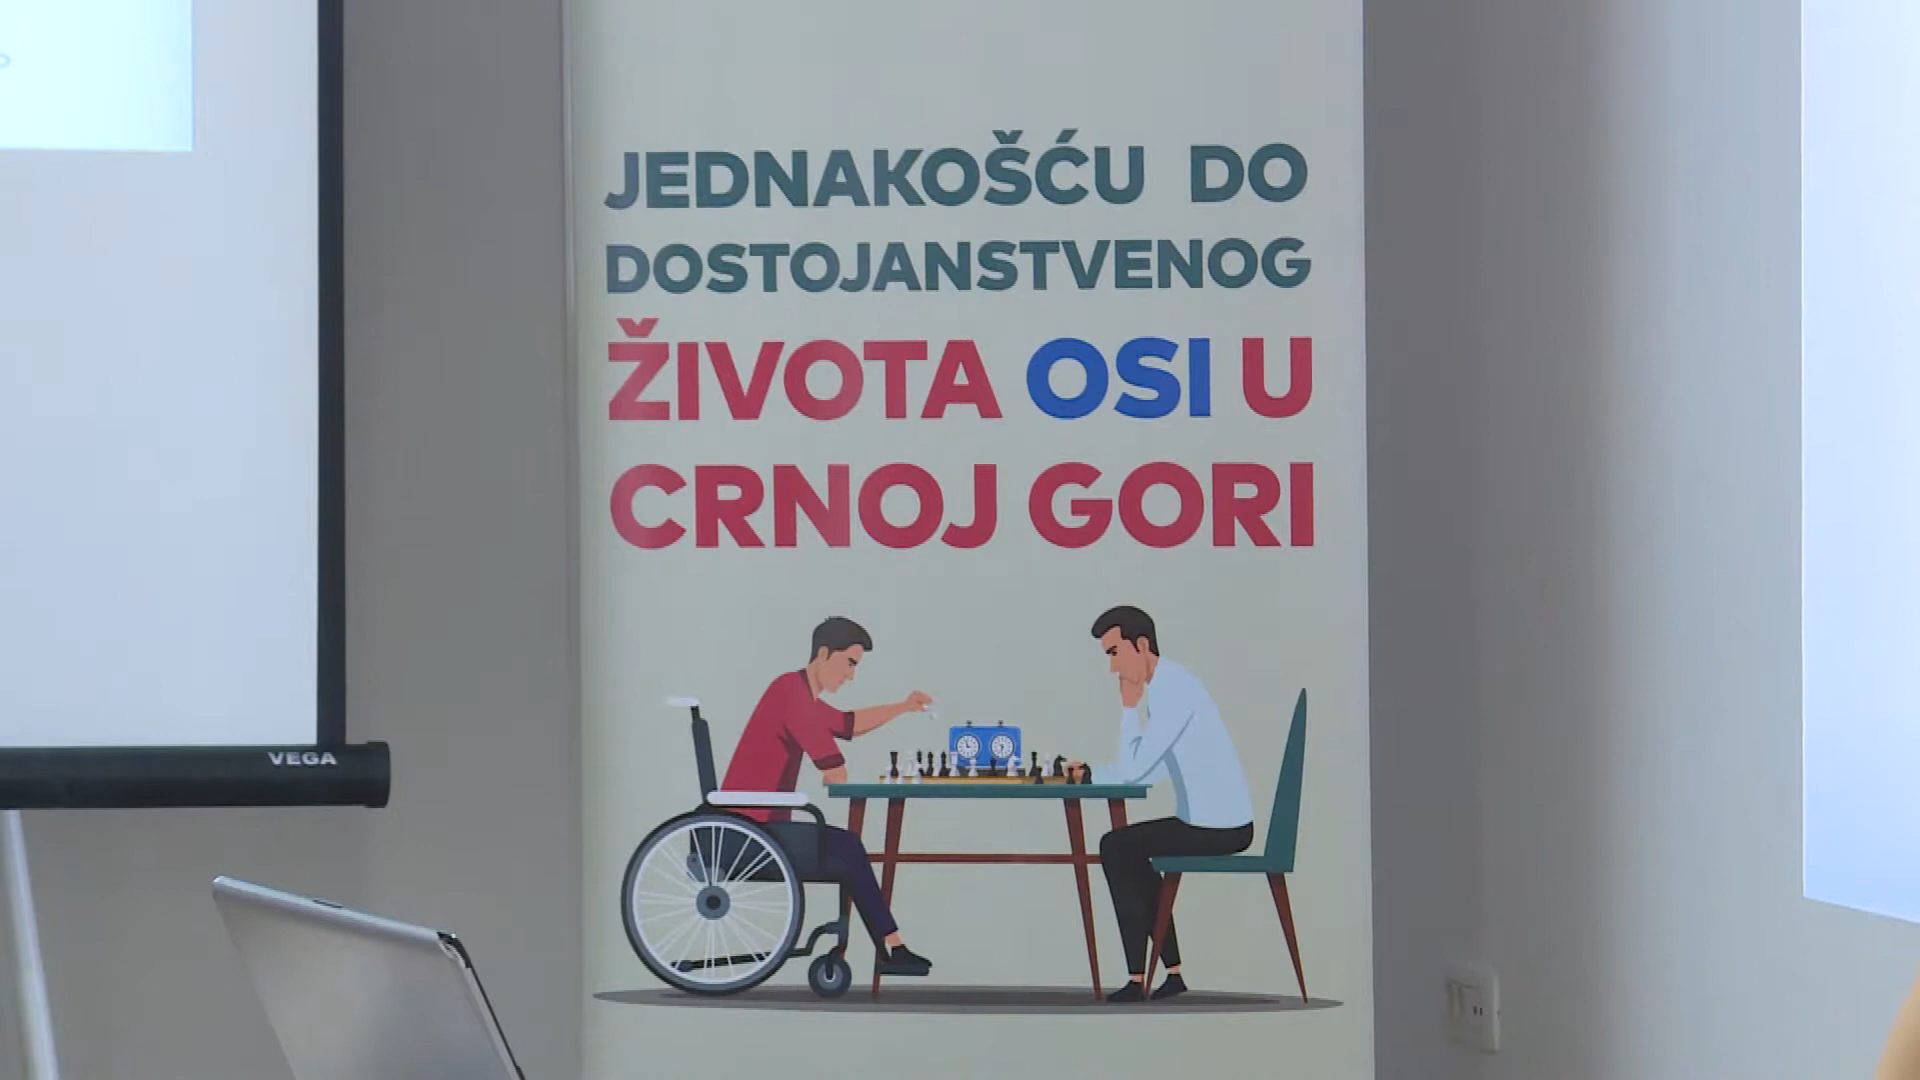 JEDNAKOŠĆU DO
DOSTOJANSTVENOG
ŽIVOTA OSI U
CRNOJ GORI
VEGA